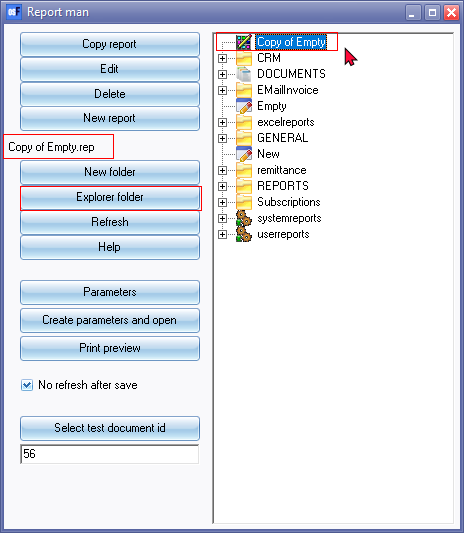 Report man
Copy report
Edit
Delete
New report
Copy of Empty.rep
New folder
Explorer folder
Refresh
Help
Parameters
Create parameters and open
Print preview
No refresh after save
Select test document id
56
Copy of Empty
CRM
DOCUMENTS
EMailInvoice
Empty
excelreports
GENERAL
New
remittance
REPORTS
Subscriptions
systemreports
userreports